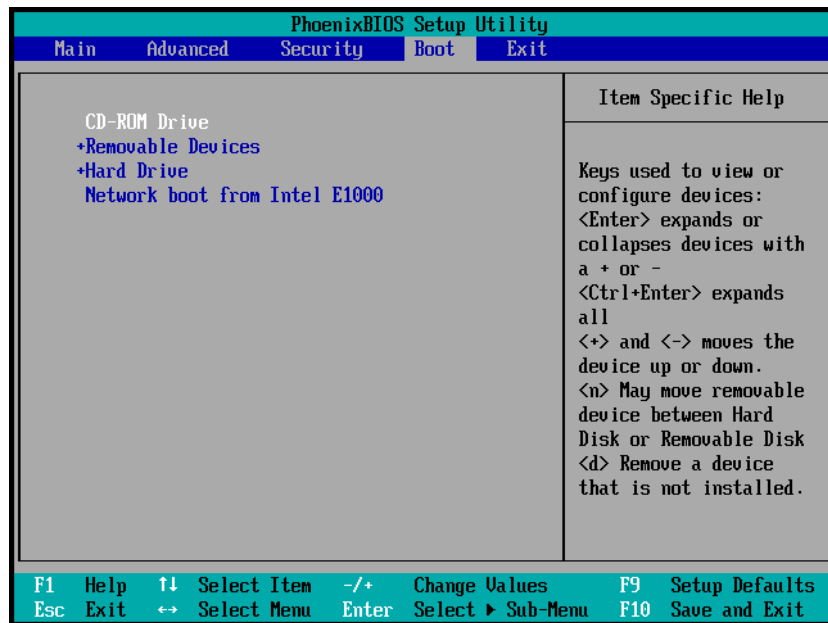 PhoenixBIOS Setup Utility
Main Advanced Security Boot Exit
CD-ROM Drive
+Removable Devices
+Hard Drive
Network boot from Intel E1000
Item Specific Help
Keys used to view or
configure devices:
<Enter> expands or
collapses devices with
a + or -
<Ctrl+Enter> expands
all
<+> and <-> moves the
device up or down.
<n> May move removable
device between Hard
Disk or Removable Disk
<d> Remove a device
that is not installed.
F1 Help ↑↓ Select Item -/+ Change Values F9 Setup Defaults
Esc Exit ↔ Select Menu Enter Select ▶ Sub-Menu F10 Save and Exit